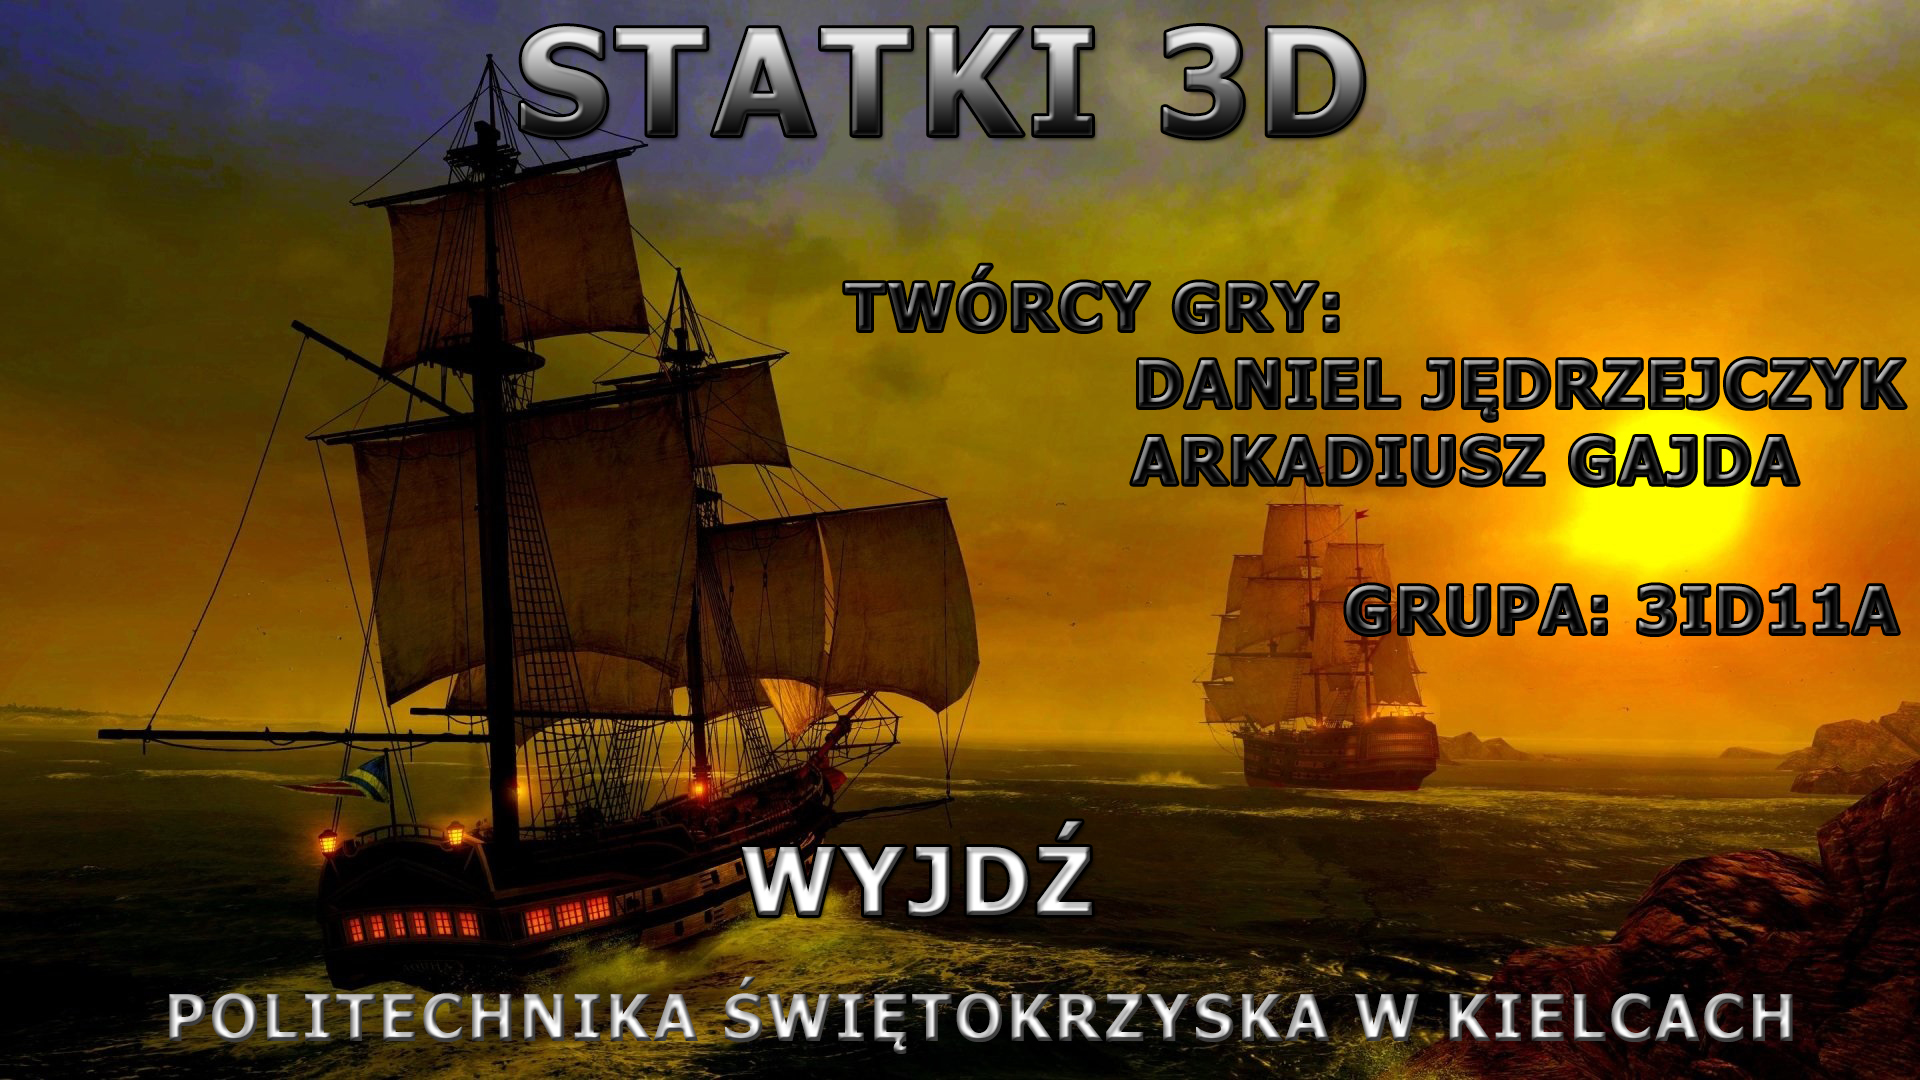 STATKI 3D
TWÓRCY GRY:
DANIEL JĘDRZEJCZYK
ARKADIUSZ GAJDA
GRUPA: 3ID11A
WYJDŹ
POLITECHNIKA ŚWIĘTOKRZYSKA W KIELCACH